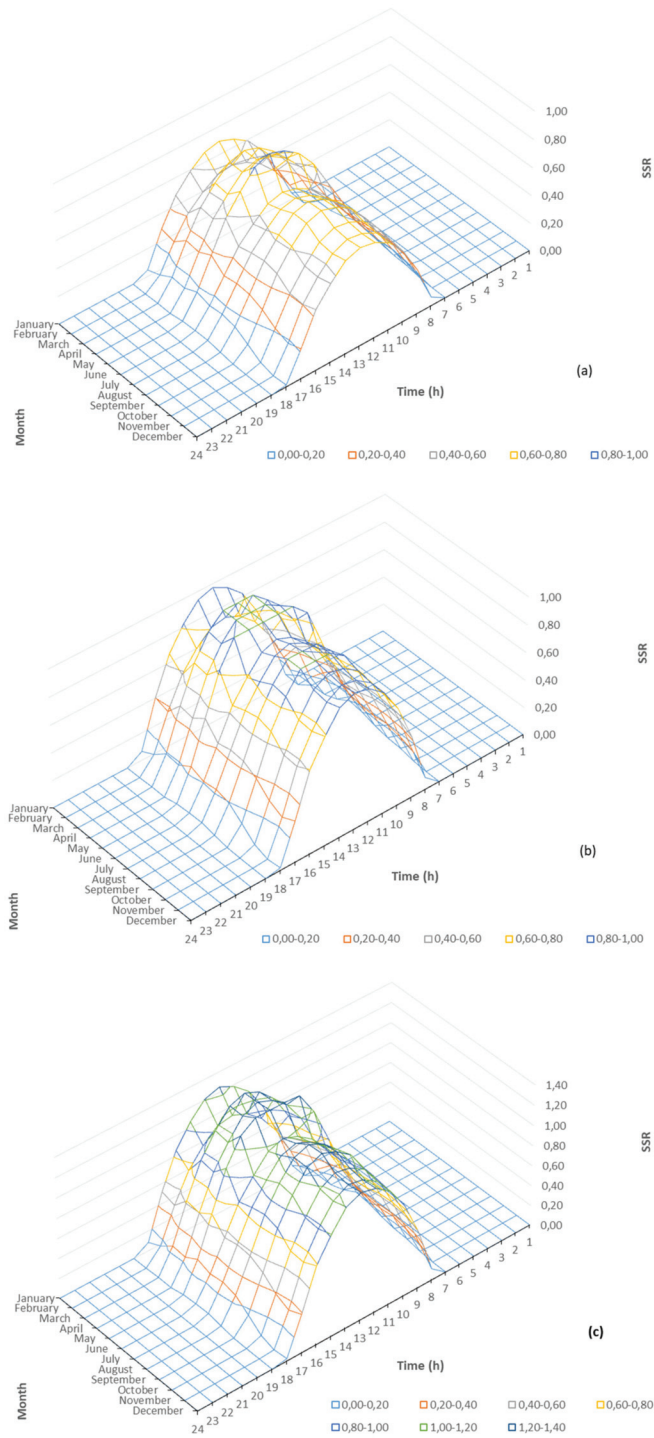 1,00
0,80
0,60
0,40
0,20
0,00
SSR
January
February
March
April
May
June
July
August
September
October
November
December
Month
24 23 22 21 20 19 18 17 16 15 14 13 12 11 10 9 8 7 6 5 4 3 2 1
Time (h)
(a)
0,00-0,20 0,20-0,40 0,40-0,60 0,60-0,80 0,80-1,00
1,00
0,80
0,60
0,40
0,20
0,00
SSR
January
February
March
April
May
June
July
August
September
October
November
December
Month
24 23 22 21 20 19 18 17 16 15 14 13 12 11 10 9 8 7 6 5 4 3 2 1
Time (h)
(b)
0,00-0,20 0,20-0,40 0,40-0,60 0,60-0,80 0,80-1,00
1,40
1,20
1,00
0,80
0,60
0,40
0,20
0,00
SSR
January
February
March
April
May
June
July
August
September
October
November
December
Month
24 23 22 21 20 19 18 17 16 15 14 13 12 11 10 9 8 7 6 5 4 3 2 1
Time (h)
(c)
0,00-0,20 0,20-0,40 0,40-0,60 0,60-0,80
0,80-1,00 1,00-1,20 1,20-1,40